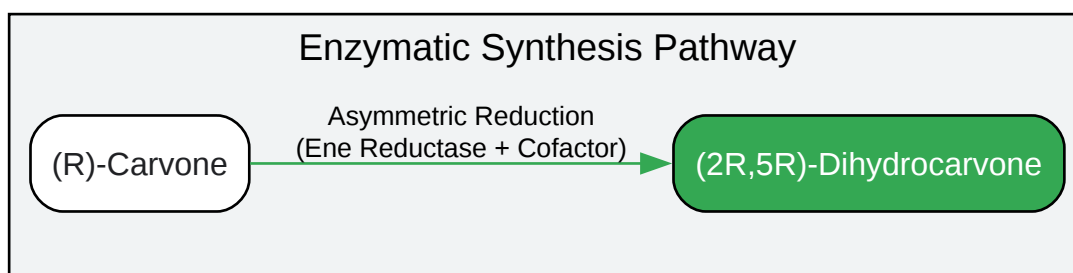 Enzymatic Synthesis Pathway
Asymmetric Reduction
(Ene Reductase + Cofactor)
(R)-Carvone
(2R,5R)-Dihydrocarvone